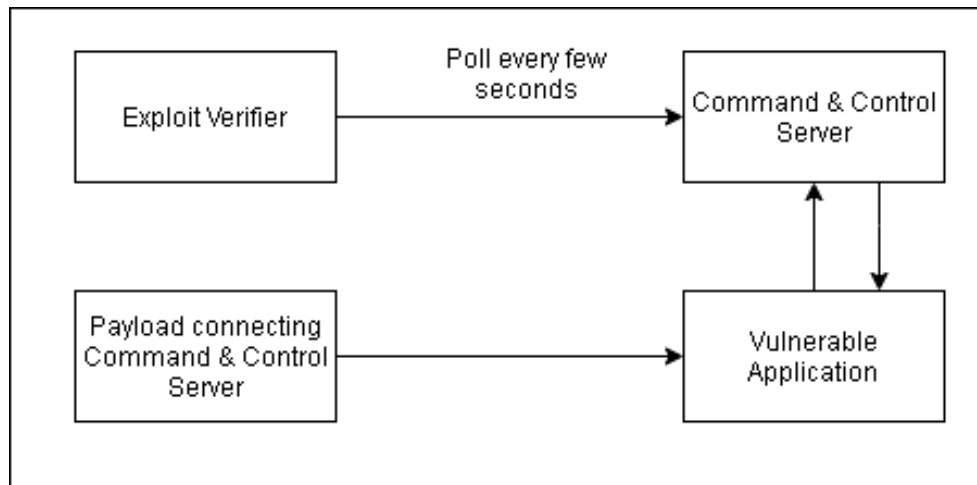 Poll every few
seconds
Exploit Verifier
Command & Control
Server
Payload connecting
Command & Control
Server
Vulnerable
Application